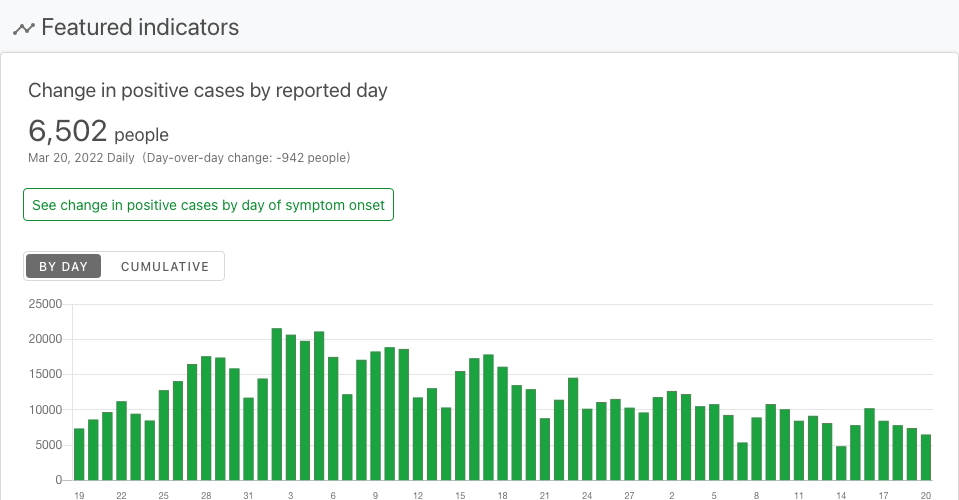 Featured indicators
Change in positive cases by reported day
6,502 people
Mar 20, 2022 Daily (Day-over-day change: -942 people)
See change in positive cases by day of symptom onset
BY DAY CUMULATIVE
25000
20000
15000
10000
5000
0
19 22 25 28 31 3 6 9 12 15 18 21 24 27 2 5 8 11 14 17 20